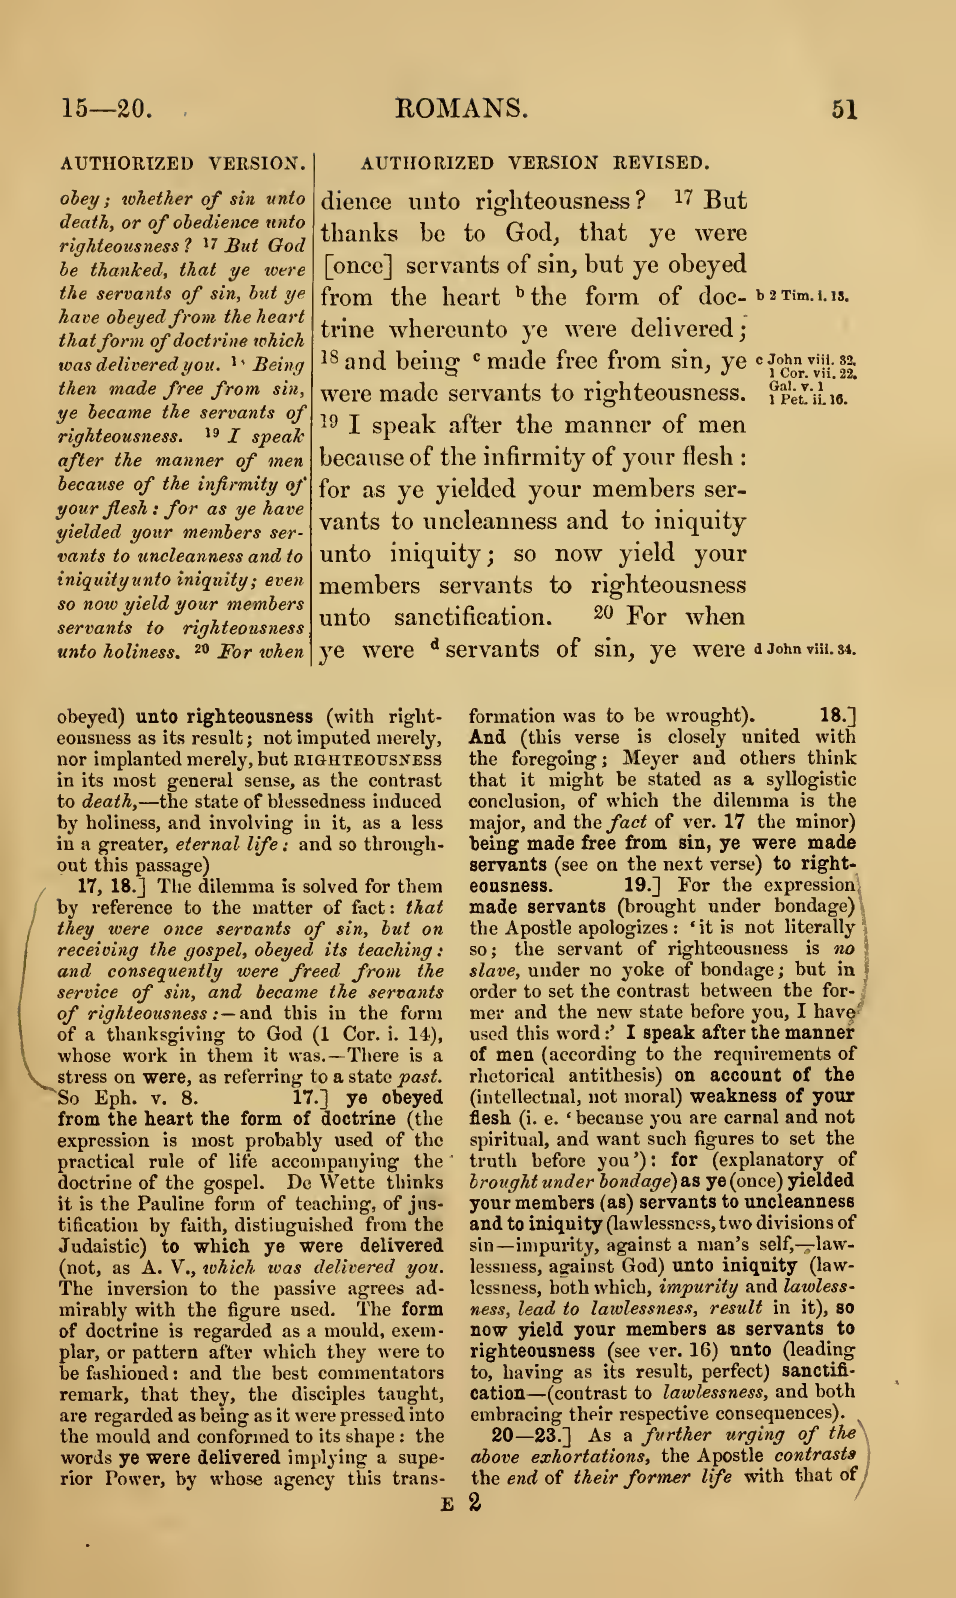 15—20.
ROMANS.
51
AUTHORIZED VERSION.
obey; whether of sin unto
death, or of obedience unto
righteousness? 17 But God
be thanked, that ye were
the servants of sin, but ye
have obeyed from the heart
that form of doctrine which
was delivered you. 18 Being
then made free from sin,
ye became the servants of
righteousness. 19 I speak
after the manner of men
because of the infirmity of
your flesh: for as ye have
yielded your members ser-
vants to uncleanness and to
iniquity unto iniquity; even
so now yield your members
servants to righteousness
unto holiness. 20 For when
AUTHORIZED VERSION REVISED.
dience unto righteousness? 17 But
thanks be to God, that ye were
[once] servants of sin, but ye obeyed
from the heart b the form of doc-
trine whereunto ye were delivered;
18 and being c made free from sin, ye
were made servants to righteousness.
19 I speak after the manner of men
because of the infirmity of your flesh:
for as ye yielded your members ser-
vants to uncleanness and to iniquity
unto iniquity; so now yield your
members servants to righteousness
unto sanctification. 20 For when
ye were d servants of sin, ye were
b 2 Tim. i. 13.
c John viii. 32.
1 Cor. vii. 22.
Gal. v. 1
1 Pet. ii. 16.
d John viii. 34.
obeyed) unto righteousness (with right-
eousness as its result; not imputed merely,
nor implanted merely, but RIGHTEOUSNESS
in its most general sense, as the contrast
to death,—the state of blessedness induced
by holiness, and involving in it, as a less
in a greater, eternal life: and so through-
out this passage)
17, 18.] The dilemma is solved for them
by reference to the matter of fact: that
they were once servants of sin, but on
receiving the gospel, obeyed its teaching:
and consequently were freed from the
service of sin, and became the servants
of righteousness:—and this in the form
of a thanksgiving to God (1 Cor. i. 14),
whose work in them it was.—There is a
stress on were, as referring to a state past.
So Eph. v. 8. 17.] ye obeyed
from the heart the form of doctrine (the
expression is most probably used of the
practical rule of life accompanying the
doctrine of the gospel. De Wette thinks
it is the Pauline form of teaching, of jus-
tification by faith, distinguished from the
Judaistic) to which ye were delivered
(not, as A. V., which was delivered you.
The inversion to the passive agrees ad-
mirably with the figure used. The form
of doctrine is regarded as a mould, exem-
plar, or pattern after which they were to
be fashioned: and the best commentators
remark, that they, the disciples taught,
are regarded as being as it were pressed into
the mould and conformed to its shape: the
words ye were delivered implying a supe-
rior Power, by whose agency this trans-
formation was to be wrought). 18.]
And (this verse is closely united with
the foregoing; Meyer and others think
that it might be stated as a syllogistic
conclusion, of which the dilemma is the
major, and the fact of ver. 17 the minor)
being made free from sin, ye were made
servants (see on the next verse) to right-
eousness. 19.] For the expression
made servants (brought under bondage)
the Apostle apologizes: 'it is not literally
so; the servant of righteousness is no
slave, under no yoke of bondage; but in
order to set the contrast between the for-
mer and the new state before you, I have
used this word:' I speak after the manner
of men (according to the requirements of
rhetorical antithesis) on account of the
(intellectual, not moral) weakness of your
flesh (i. e. 'because you are carnal and not
spiritual, and want such figures to set the
truth before you'): for (explanatory of
brought under bondage) as ye (once) yielded
your members (as) servants to uncleanness
and to iniquity (lawlessness, two divisions of
sin—impurity, against a man's self,—law-
lessness, against God) unto iniquity (law-
lessness, both which, impurity and lawless-
ness, lead to lawlessness, result in it), so
now yield your members as servants to
righteousness (see ver. 16) unto (leading
to, having as its result, perfect) sanctifi-
cation—(contrast to lawlessness, and both
embracing their respective consequences).
20—23.] As a further urging of the
above exhortations, the Apostle contrasts
the end of their former life with that of
E 2